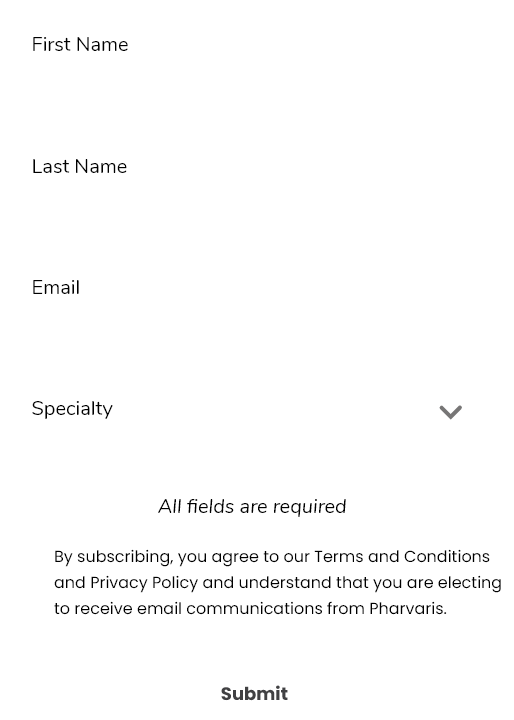 First Name
Last Name
Email
Specialty
All fields are required
By subscribing, you agree to our Terms and Conditions
and Privacy Policy and understand that you are electing
to receive email communications from Pharvaris.
Submit